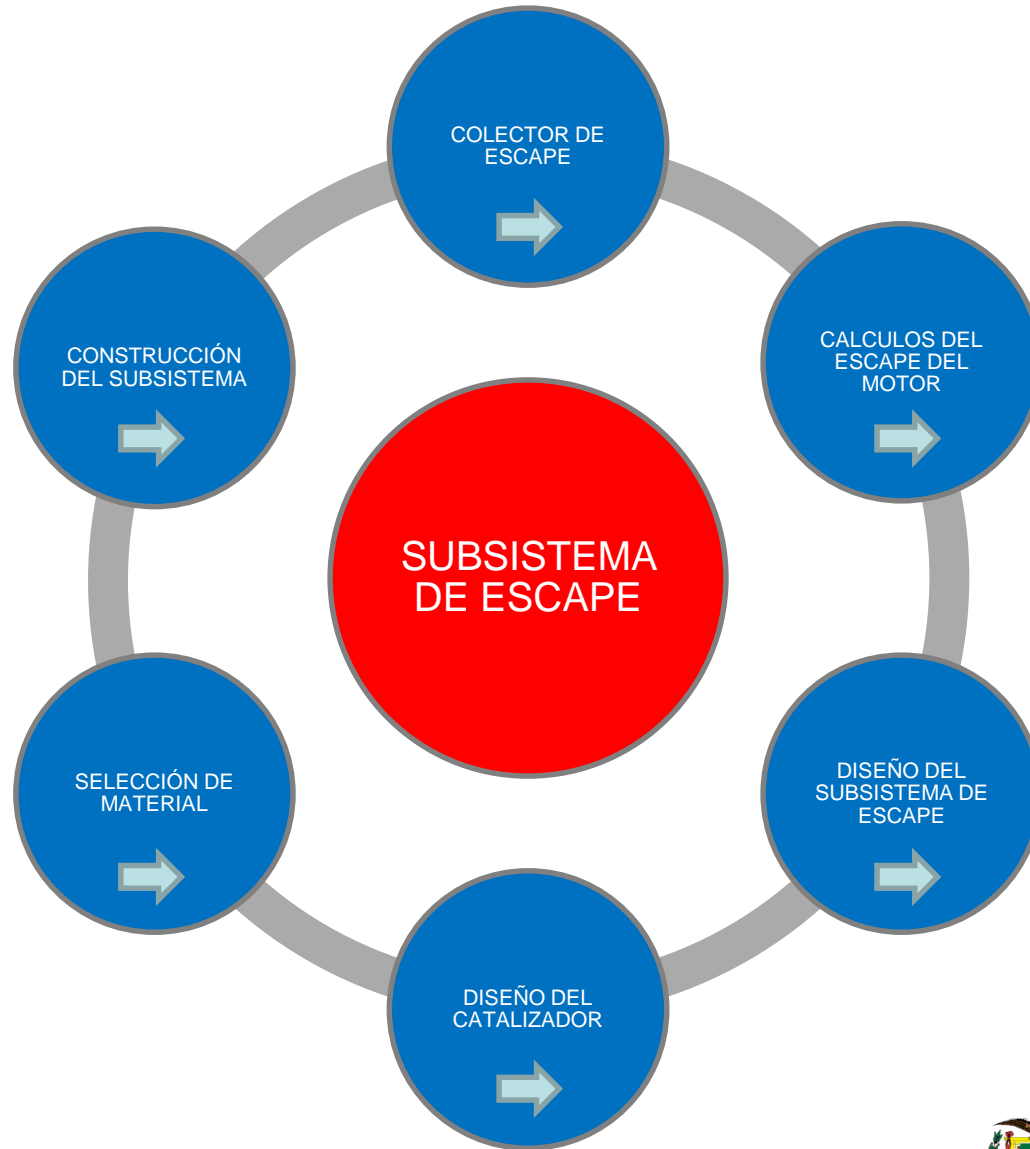 COLECTOR DE
ESCAPE
CALCULOS DEL
ESCAPE DEL
MOTOR
DISEÑO DEL
SUBSISTEMA DE
ESCAPE
DISEÑO DEL
CATALIZADOR
SELECCIÓN DE
MATERIAL
CONSTRUCCIÓN
DEL SUBSISTEMA
SUBSISTEMA
DE ESCAPE